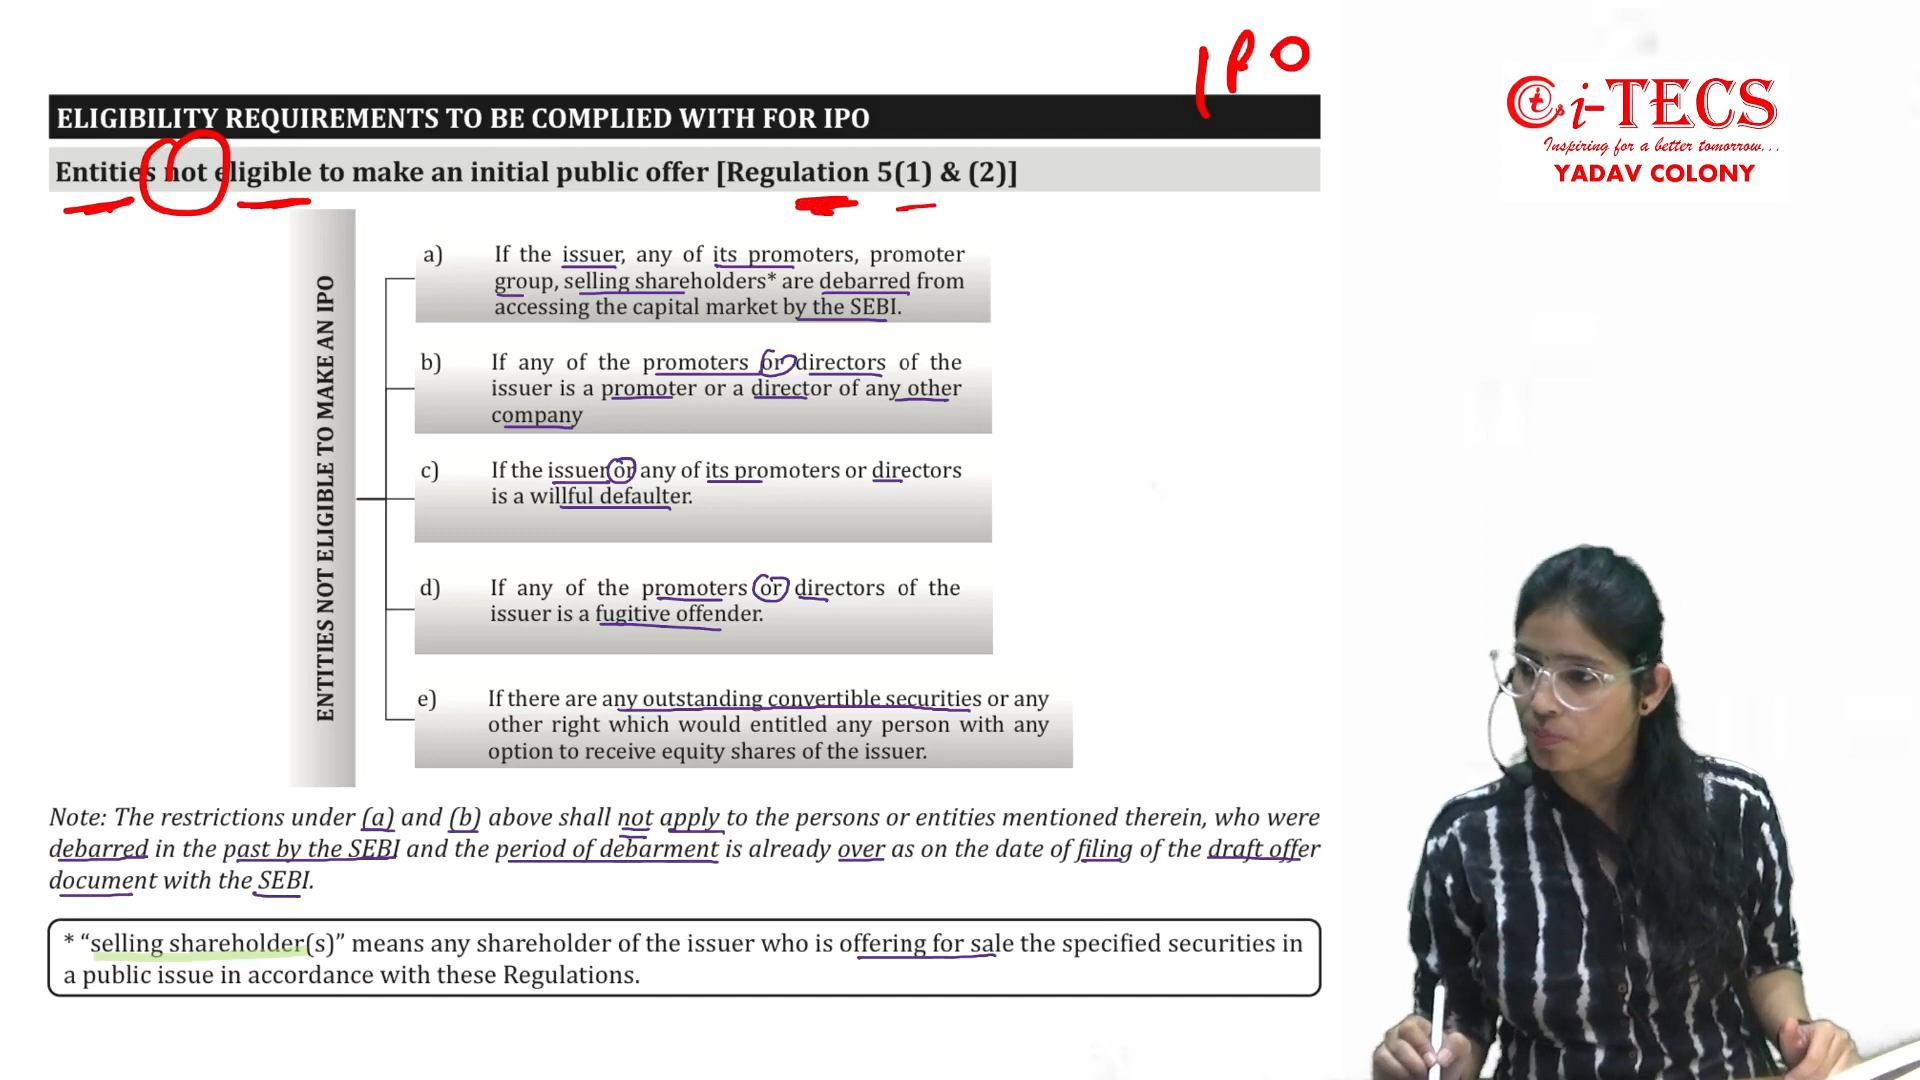 IPO
ELIGIBILITY REQUIREMENTS TO BE COMPLIED WITH FOR IPO
Entities not eligible to make an initial public offer [Regulation 5(1) & (2)]
ENTITIES NOT ELIGIBLE TO MAKE AN IPO
a) If the issuer, any of its promoters, promoter
group, selling shareholders* are debarred from
accessing the capital market by the SEBI.
b) If any of the promoters or directors of the
issuer is a promoter or a director of any other
company
c) If the issuer or any of its promoters or directors
is a willful defaulter.
d) If any of the promoters or directors of the
issuer is a fugitive offender.
e) If there are any outstanding convertible securities or any
other right which would entitled any person with any
option to receive equity shares of the issuer.
Note: The restrictions under (a) and (b) above shall not apply to the persons or entities mentioned therein, who were
debarred in the past by the SEBI and the period of debarment is already over as on the date of filing of the draft offer
document with the SEBI.
* “selling shareholder(s)” means any shareholder of the issuer who is offering for sale the specified securities in
a public issue in accordance with these Regulations.
i-TECS
Inspiring for a better tomorrow...
YADAV COLONY